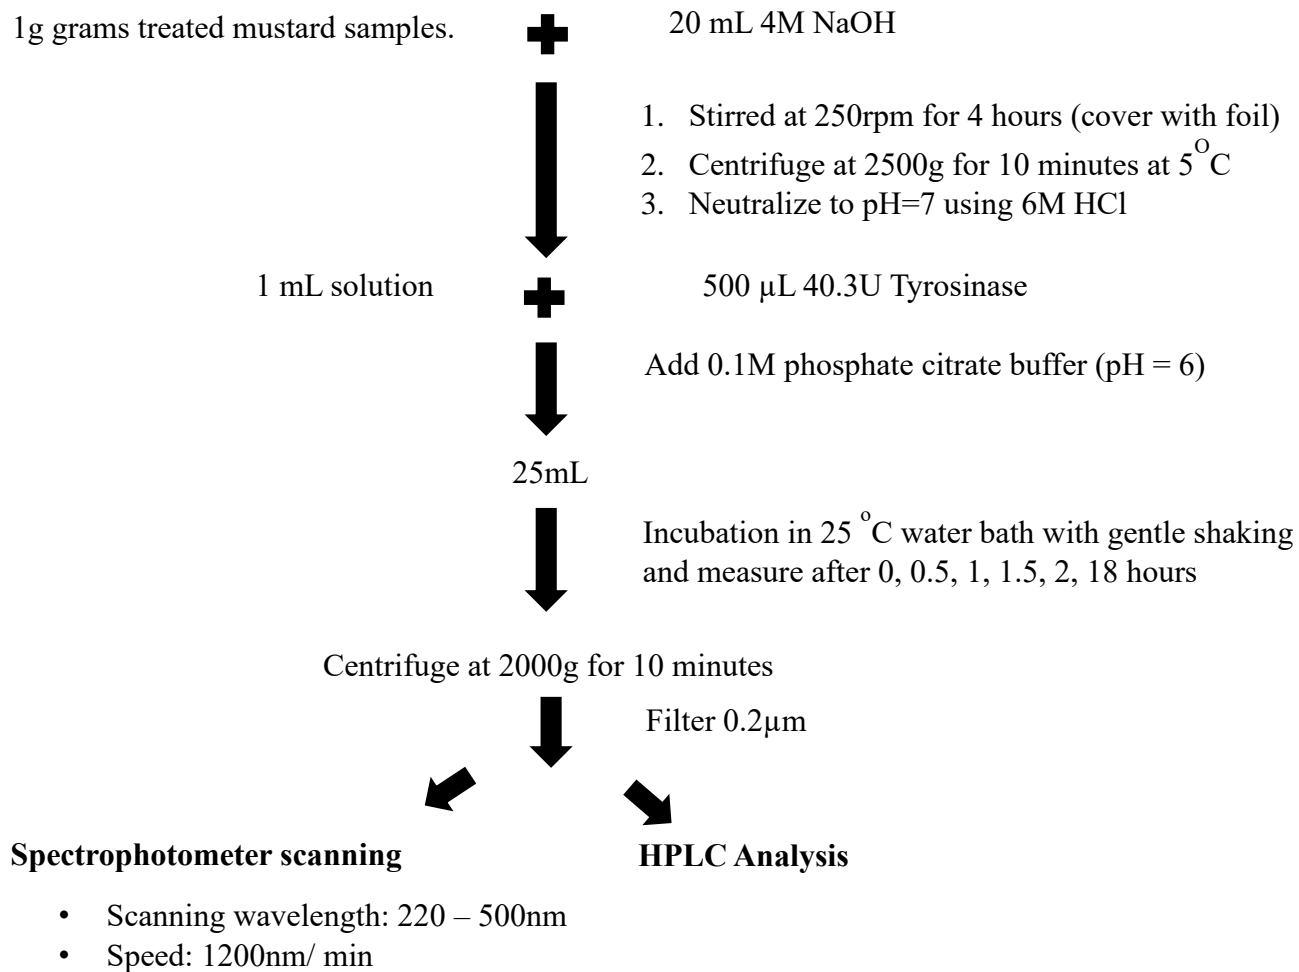 1g grams treated mustard samples.
20 mL 4M NaOH
1. Stirred at 250rpm for 4 hours (cover with foil)
2. Centrifuge at 2500g for 10 minutes at 5°C
3. Neutralize to pH=7 using 6M HCl
1 mL solution
500 µL 40.3U Tyrosinase
Add 0.1M phosphate citrate buffer (pH = 6)
25mL
Incubation in 25 °C water bath with gentle shaking
and measure after 0, 0.5, 1, 1.5, 2, 18 hours
Centrifuge at 2000g for 10 minutes
Filter 0.2µm
Spectrophotometer scanning
HPLC Analysis
• Scanning wavelength: 220 – 500nm
• Speed: 1200nm/ min